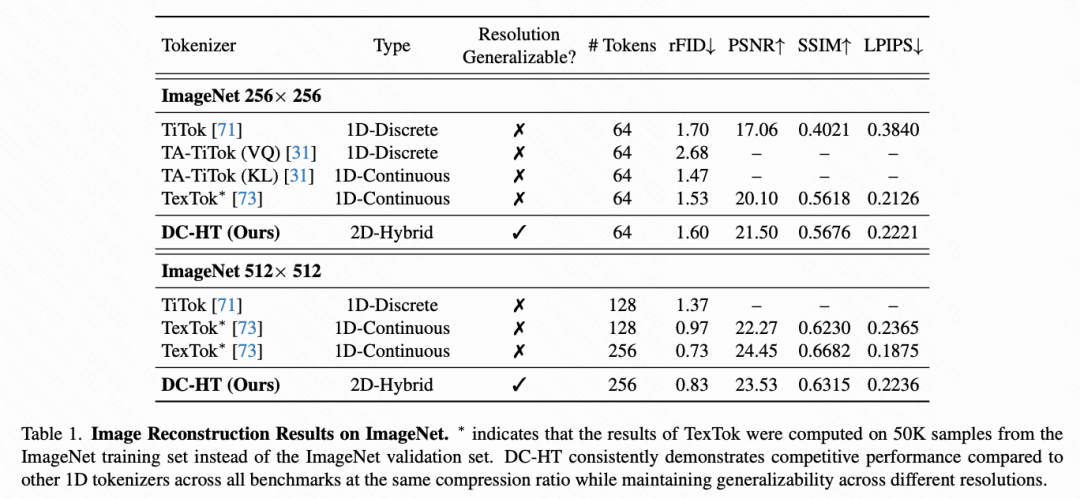 Tokenizer Type Resolution Generalizable? # Tokens rFID↓ PSNR↑ SSIM↑ LPIPS↓
ImageNet 256× 256
TiTok [71] 1D-Discrete ✗ 64 1.70 17.06 0.4021 0.3840
TA-TiTok (VQ) [31] 1D-Discrete ✗ 64 2.68 – – –
TA-TiTok (KL) [31] 1D-Continuous ✗ 64 1.47 – – –
TexTok* [73] 1D-Continuous ✗ 64 1.53 20.10 0.5618 0.2126
DC-HT (Ours) 2D-Hybrid ✓ 64 1.60 21.50 0.5676 0.2221
ImageNet 512× 512
TiTok [71] 1D-Discrete ✗ 128 1.37 – – –
TexTok* [73] 1D-Continuous ✗ 128 0.97 22.27 0.6230 0.2365
TexTok* [73] 1D-Continuous ✗ 256 0.73 24.45 0.6682 0.1875
DC-HT (Ours) 2D-Hybrid ✓ 256 0.83 23.53 0.6315 0.2236
Table 1. Image Reconstruction Results on ImageNet. * indicates that the results of TexTok were computed on 50K samples from the
ImageNet training set instead of the ImageNet validation set. DC-HT consistently demonstrates competitive performance compared to
other 1D tokenizers across all benchmarks at the same compression ratio while maintaining generalizability across different resolutions.